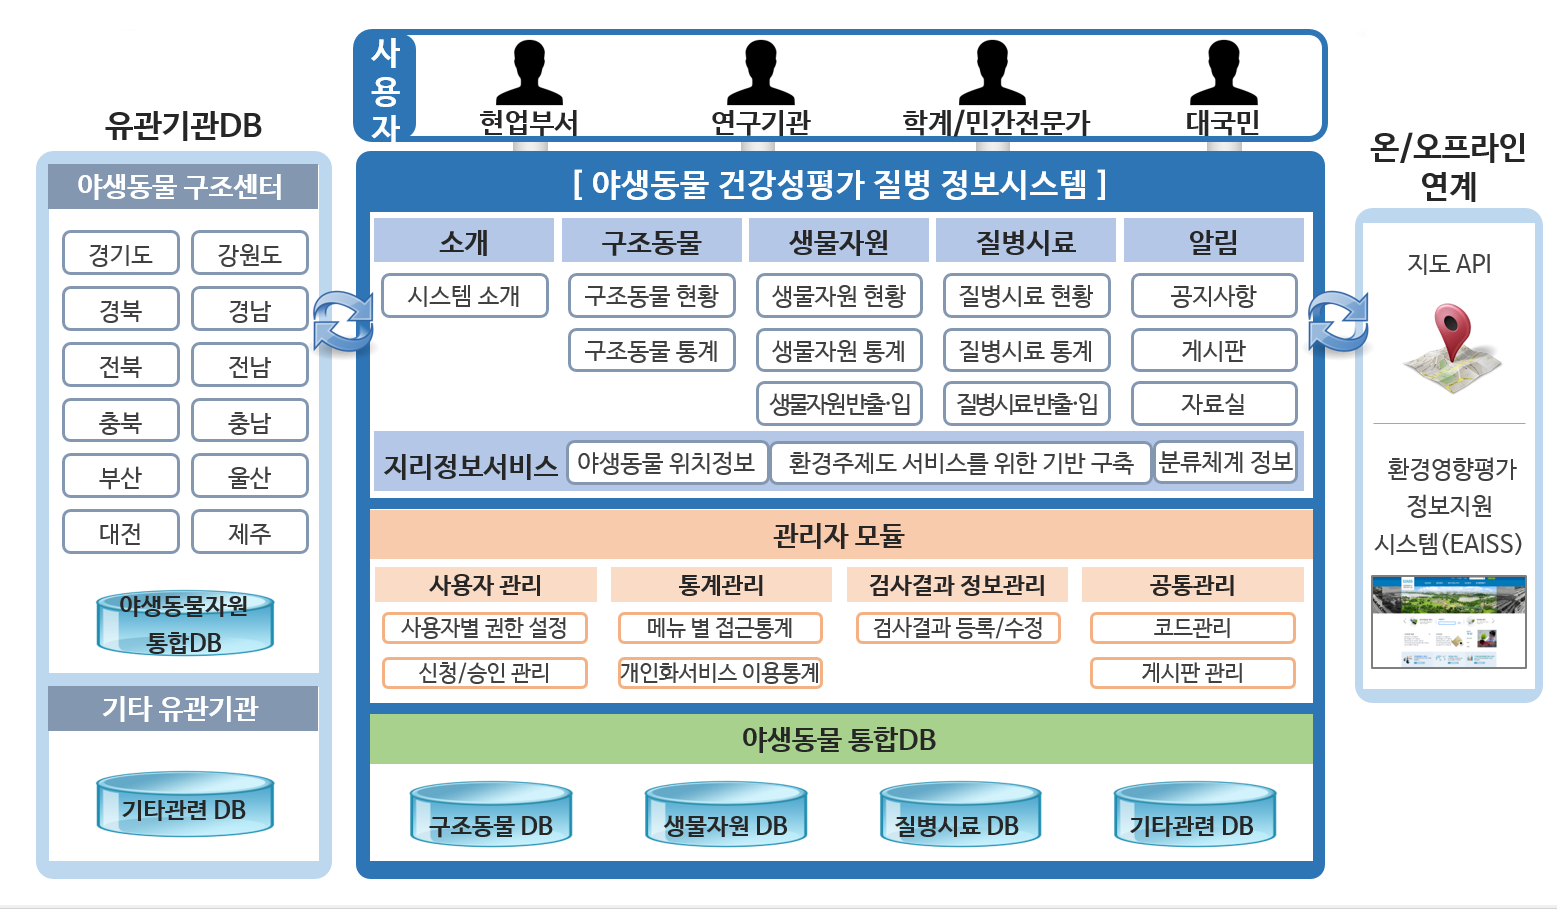 사
용
자
현업부서
연구기관
학계/민간전문가
대국민
유관기관DB
야생동물 구조센터
경기도
강원도
경북
경남
전북
전남
충북
충남
부산
울산
대전
제주
야생동물자원
통합DB
기타 유관기관
기타관련 DB
[ 야생동물 건강성평가 질병 정보시스템 ]
소개
구조동물
생물자원
질병시료
알림
시스템 소개
구조동물 현황
생물자원 현황
질병시료 현황
공지사항
구조동물 통계
생물자원 통계
질병시료 통계
게시판
생물자원반출·입
질병시료반출·입
자료실
지리정보서비스
야생동물 위치정보
환경주제도 서비스를 위한 기반 구축
분류체계 정보
관리자 모듈
사용자 관리
통계관리
검사결과 정보관리
공통관리
사용자별 권한 설정
메뉴 별 접근통계
검사결과 등록/수정
코드관리
신청/승인 관리
개인화서비스 이용통계
게시판 관리
야생동물 통합DB
구조동물 DB
생물자원 DB
질병시료 DB
기타관련 DB
온/오프라인
연계
지도 API
환경영향평가
정보지원
시스템(EAISS)